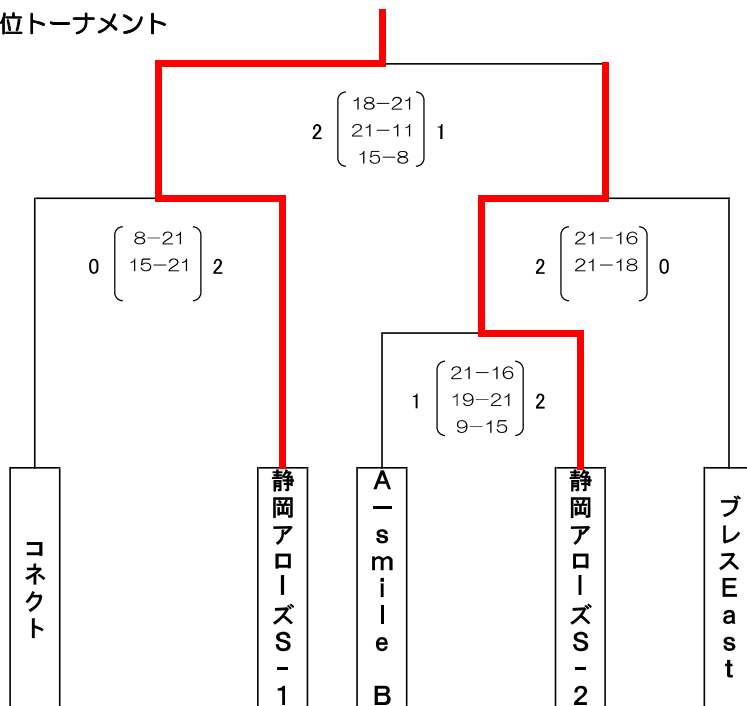 位トーナメント
18-21
2 21-11 1
15-8
8-21
0 15-21 2
21-16
2 21-18 0
21-16
1 19-21 2
9-15
コネクト
静岡アローズS-1
A-smile B
静岡アローズS-2
ブレスEast